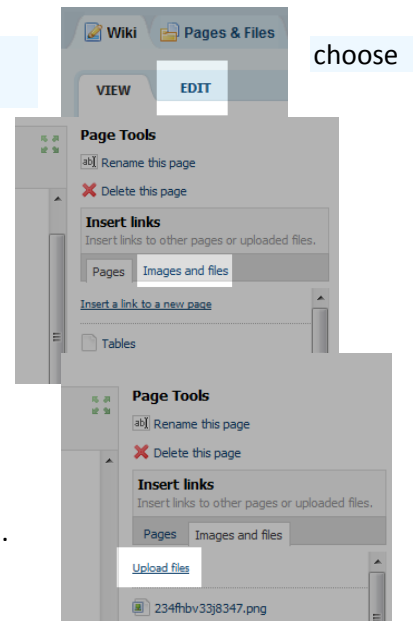 Wiki Pages & Files
choose
VIEW EDIT
Page Tools
Rename this page
Delete this page
Insert links
Insert links to other pages or uploaded files.
Pages Images and files
Insert a link to a new page
Tables
Page Tools
Rename this page
Delete this page
Insert links
Insert links to other pages or uploaded files.
.
Pages Images and files
Upload files
234fhbv33j8347.png